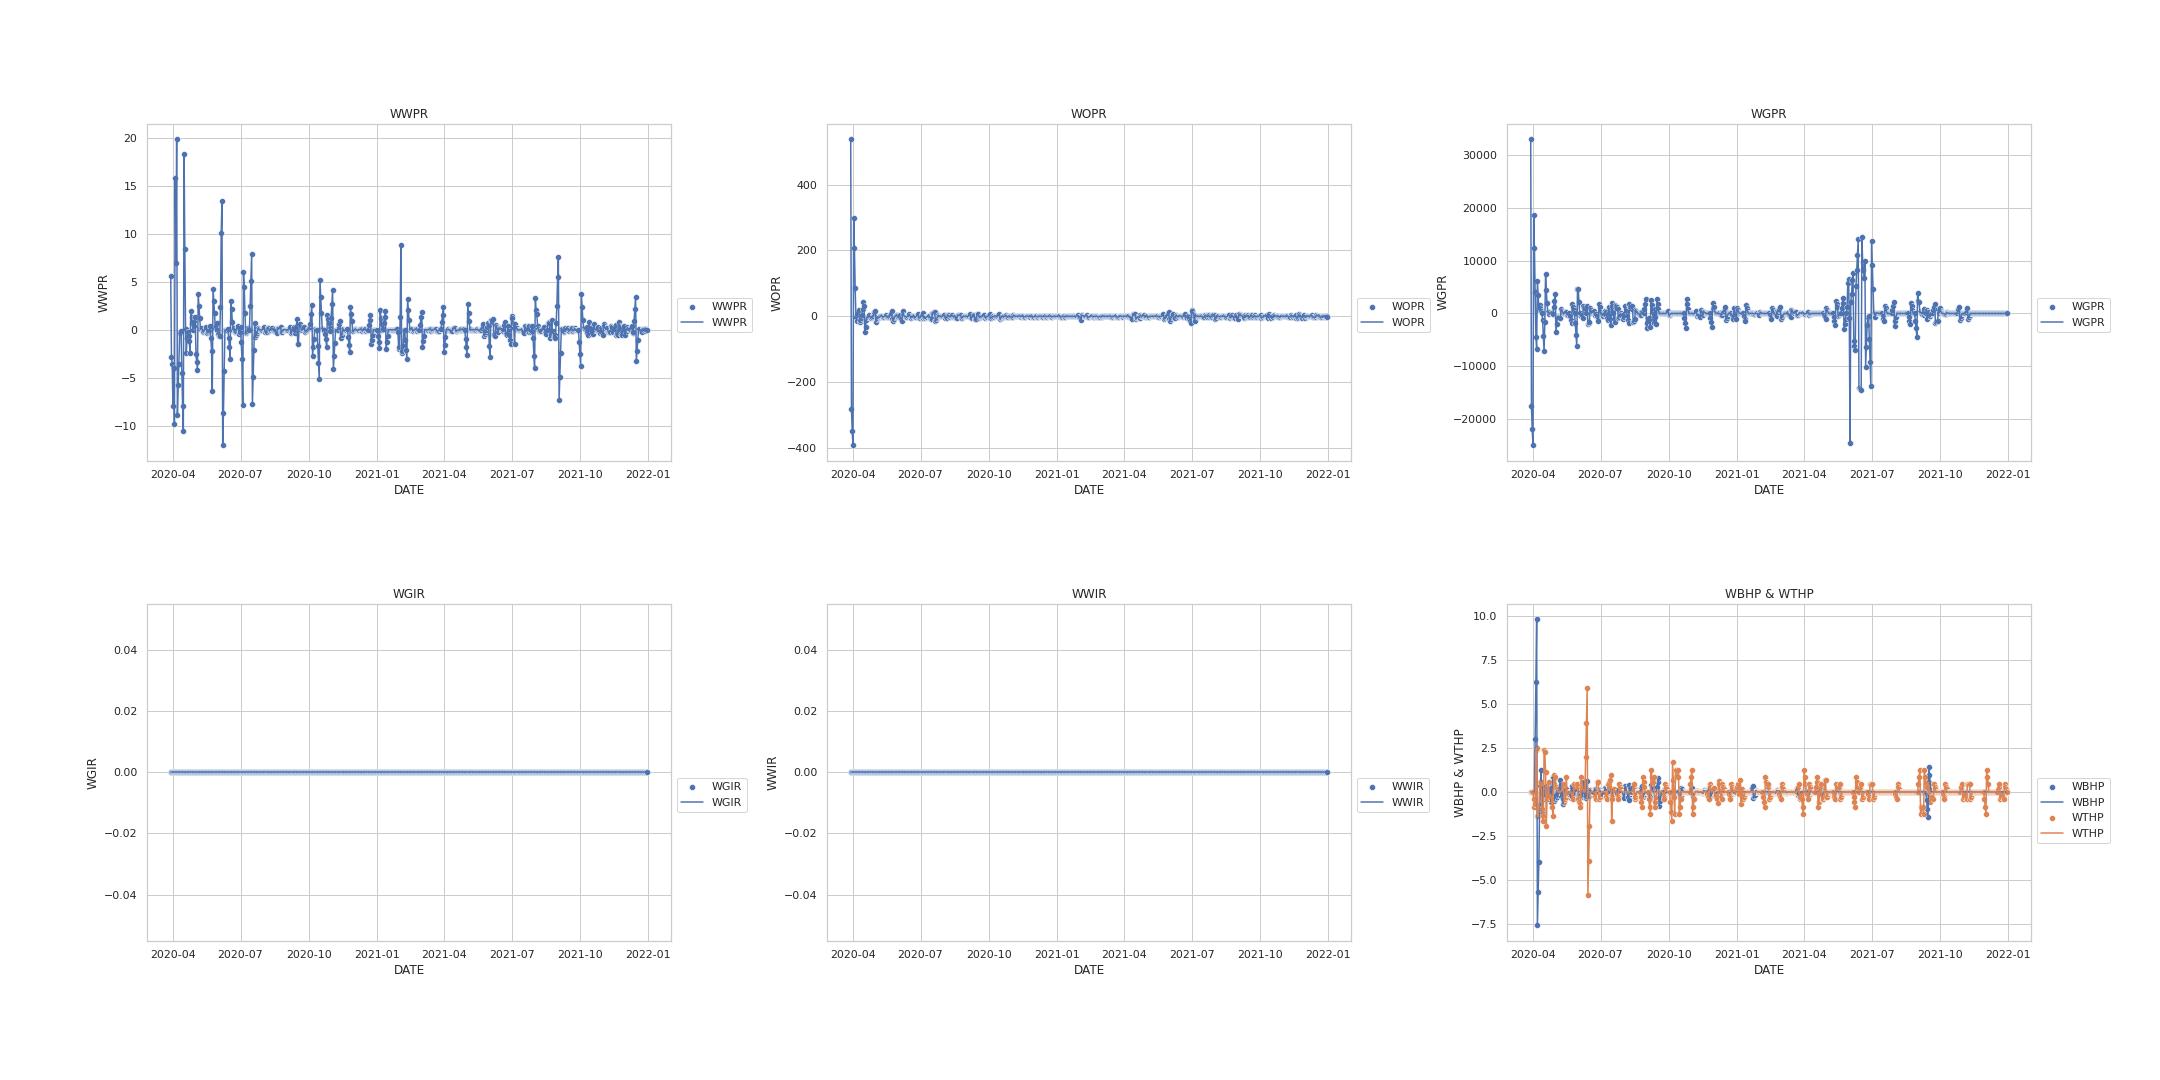 WWPR
20
15
10
5
0
−5
−10
WWPR
2020-04 2020-07 2020-10 2021-01 2021-04 2021-07 2021-10 2022-01
DATE
WWPR
WWPR
WOPR
400
200
0
−200
−400
WOPR
2020-04 2020-07 2020-10 2021-01 2021-04 2021-07 2021-10 2022-01
DATE
WOPR
WOPR
WGPR
30000
20000
10000
0
−10000
−20000
WGPR
2020-04 2020-07 2020-10 2021-01 2021-04 2021-07 2021-10 2022-01
DATE
WGPR
WGPR
WGIR
0.04
0.02
0.00
−0.02
−0.04
WGIR
2020-04 2020-07 2020-10 2021-01 2021-04 2021-07 2021-10 2022-01
DATE
WGIR
WGIR
WWIR
0.04
0.02
0.00
−0.02
−0.04
WWIR
2020-04 2020-07 2020-10 2021-01 2021-04 2021-07 2021-10 2022-01
DATE
WWIR
WWIR
WBHP & WTHP
10.0
7.5
5.0
2.5
0.0
−2.5
−5.0
−7.5
WBHP & WTHP
2020-04 2020-07 2020-10 2021-01 2021-04 2021-07 2021-10 2022-01
DATE
WBHP
WBHP
WTHP
WTHP